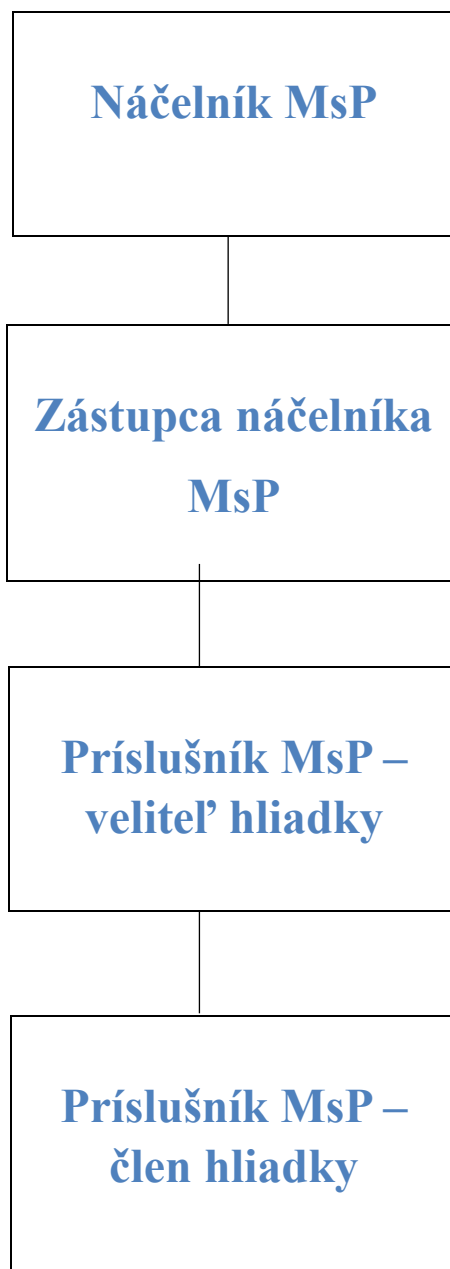 Náčelník MsP
Zástupca náčelníka
MsP
Príslušník MsP –
veliteľ hliadky
Príslušník MsP –
člen hliadky